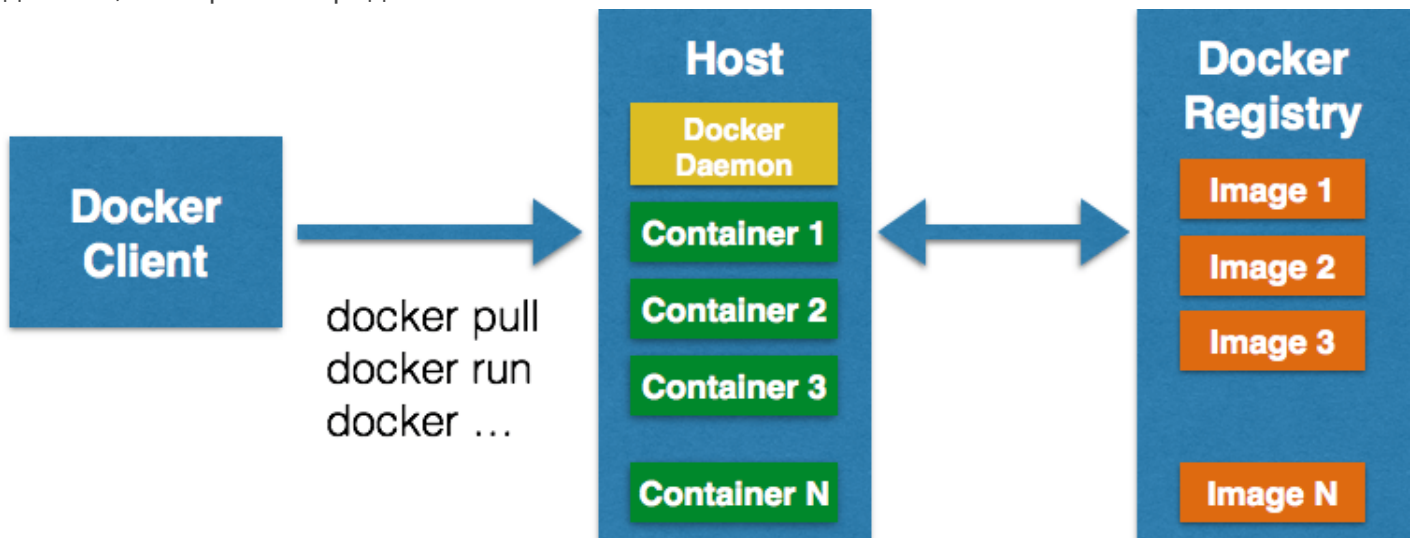 Docker
Client
docker pull
docker run
docker ...
Host
Docker
Daemon
Container 1
Container 2
Container 3
Container N
Docker
Registry
Image 1
Image 2
Image 3
Image N